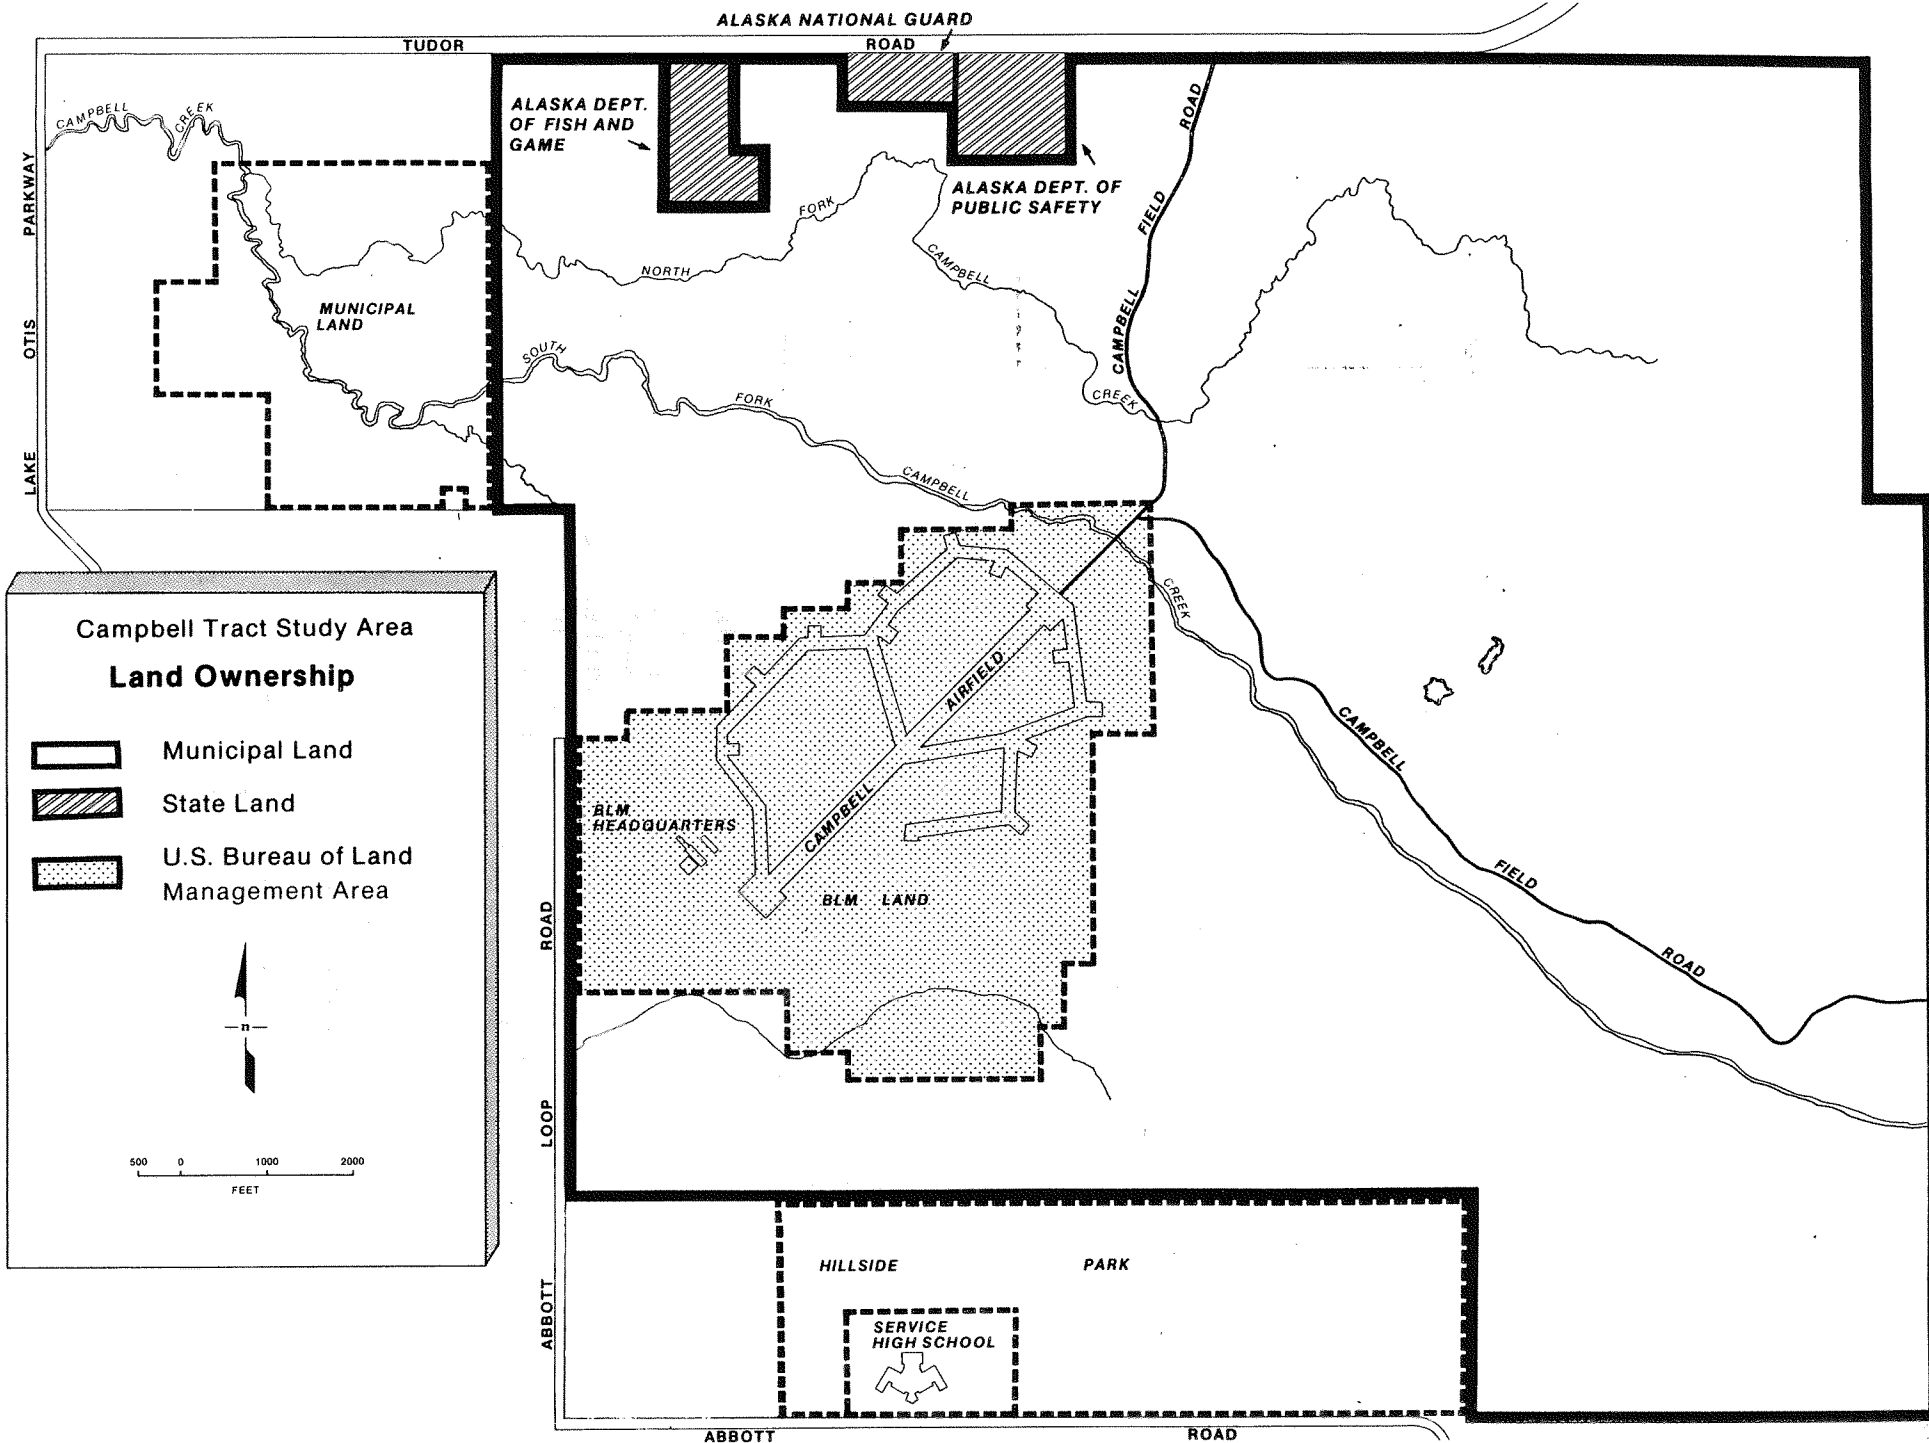 ALASKA NATIONAL GUARD
TUDOR
ROAD
CAMPBELL
CREEK
ALASKA DEPT.
OF FISH AND
GAME
ALASKA DEPT. OF
PUBLIC SAFETY
ROAD
FIELD
CAMPBELL
PARKWAY
OTIS
LAKE
MUNICIPAL
LAND
NORTH
FORK
CAMPBELL
CREEK
SOUTH
FORK
CAMPBELL
CREEK
Campbell Tract Study Area
Land Ownership
Municipal Land
State Land
U.S. Bureau of Land
Management Area
n
500 0 1000 2000
FEET
AIRFIELD
CAMPBELL
BLM
HEADQUARTERS
BLM LAND
CAMPBELL
FIELD
ROAD
ROAD
LOOP
ABBOTT
HILLSIDE
PARK
SERVICE
HIGH SCHOOL
ABBOTT
ROAD